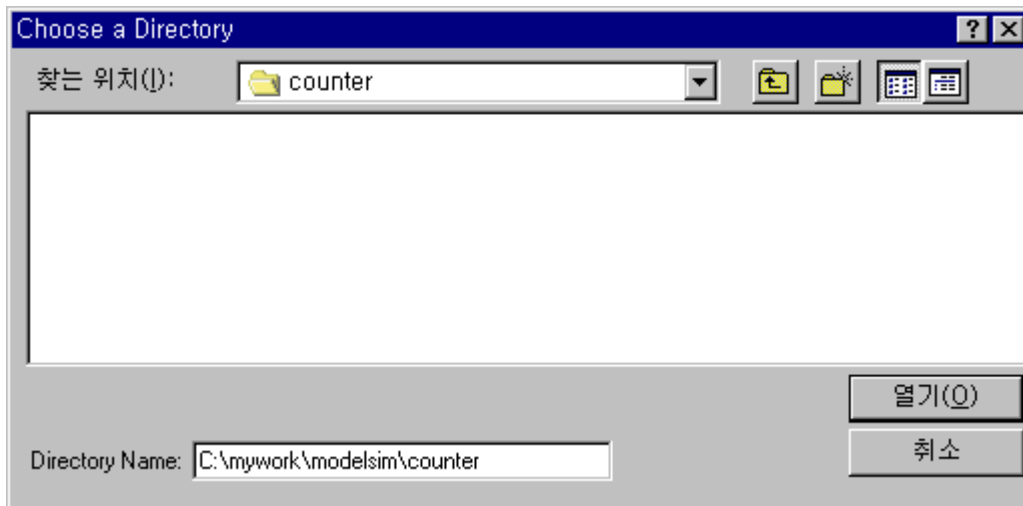 Choose a Directory
찾는 위치(I): counter
열기(O)
Directory Name: C:\mywork\modelsim\counter
취소